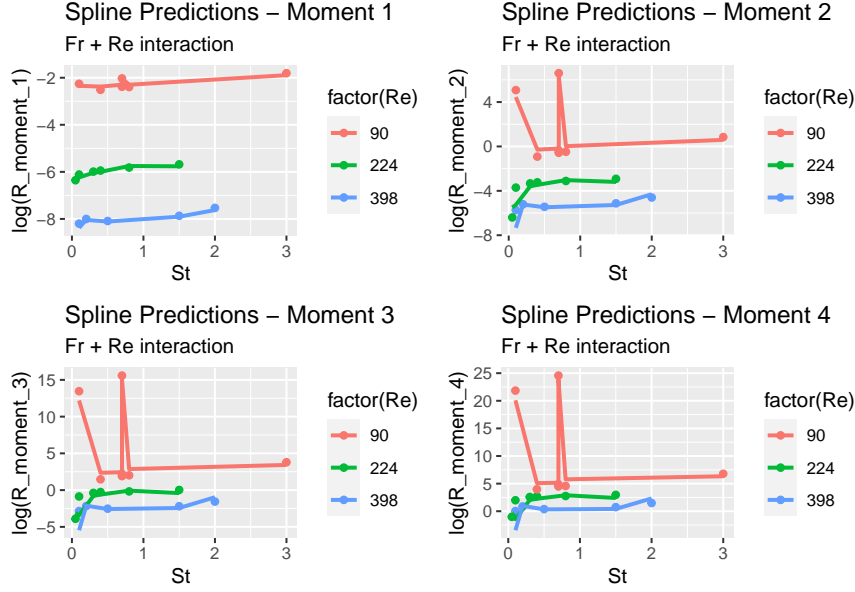 Spline Predictions − Moment 1
Fr + Re interaction
log(R_moment_1)
−2
−4
−6
−8
0
1
2
3
St
factor(Re)
90
224
398
Spline Predictions − Moment 2
Fr + Re interaction
log(R_moment_2)
4
0
−4
−8
0
1
2
3
St
factor(Re)
90
224
398
Spline Predictions − Moment 3
Fr + Re interaction
log(R_moment_3)
15
10
5
0
−5
0
1
2
3
St
factor(Re)
90
224
398
Spline Predictions − Moment 4
Fr + Re interaction
log(R_moment_4)
25
20
15
10
5
0
0
1
2
3
St
factor(Re)
90
224
398